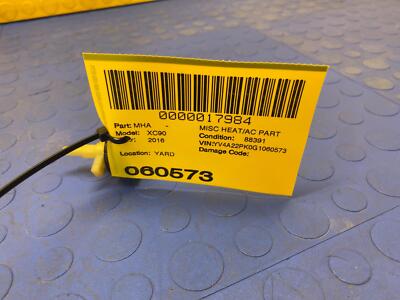 0000017984
Part: MHA - MISC HEAT/AC PART
Model: XC90 Condition: 88391
2016 VIN:YV4A22PK0G1060573
Location: YARD Damage Code:
060573